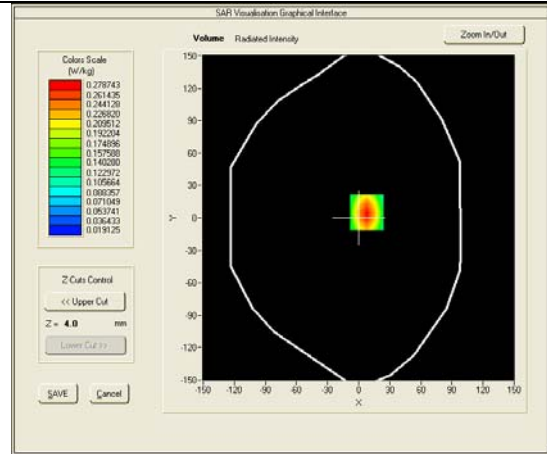 SAR Visualisation Graphical Interface
Volume Radiated Intensity
Zoom In/Out
Colors Scale
(W/kg)
0.278743
0.261435
0.244128
0.226820
0.209512
0.192204
0.174896
0.157588
0.140280
0.122972
0.105664
0.088357
0.071049
0.053741
0.036433
0.019125
Z Cuts Control
<< Upper Cut
Z = 4.0 mm
Lower Cut >>
SAVE Cancel
150-
120-
90-
60-
30-
0-
-30-
-60-
-90-
-120-
-150-
Y
-150 -120 -90 -60 -30 0 30 60 90 120 150
X